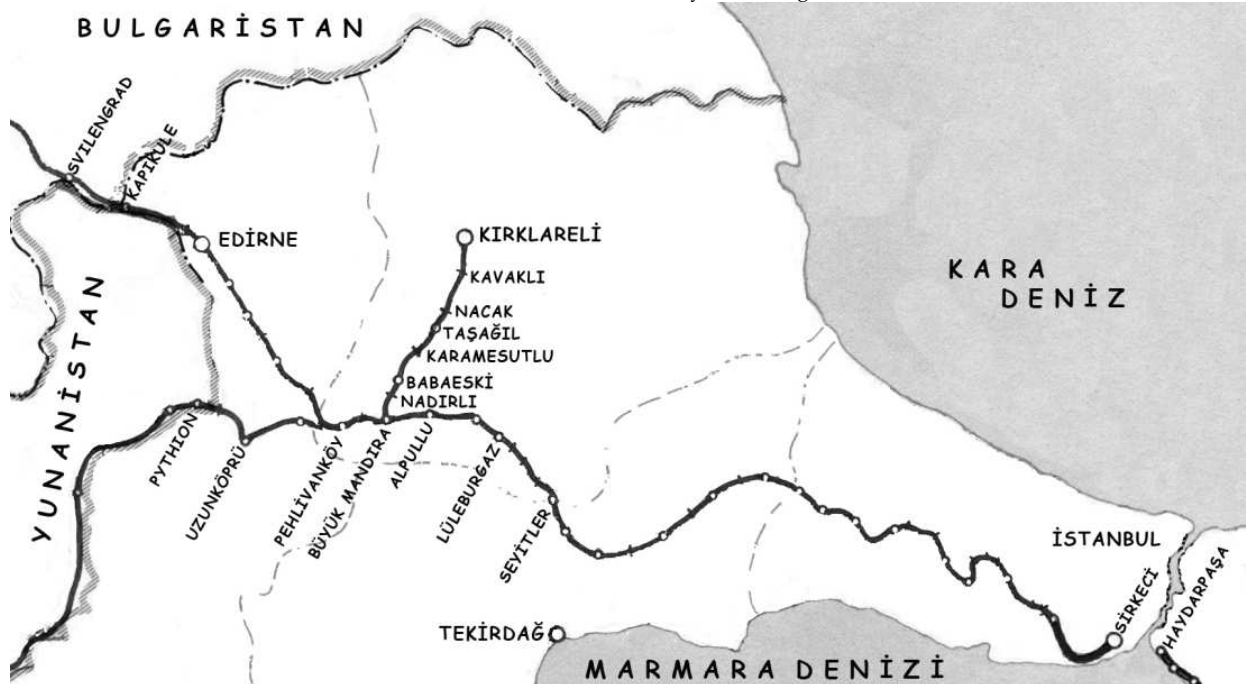 BULGARİSTAN
SVILENGRAD
KAPIKULE
EDİRNE
KIRKLARELİ
KAVAKLI
NACAK
TAŞAĞIL
KARAMESUTLU
BABAESKİ
NADIRLI
KARA
DENİZ
YUNANİSTAN
PYTHION
UZUNKÖPRÜ
PEHLİVANKÖY
BÜYÜK MANDIRA
ALPULLU
LÜLEBURGAZ
SEYİTLER
İSTANBUL
SİRKECİ
HAYDARPAŞA
TEKİRDAĞ
MARMARA DENİZİ